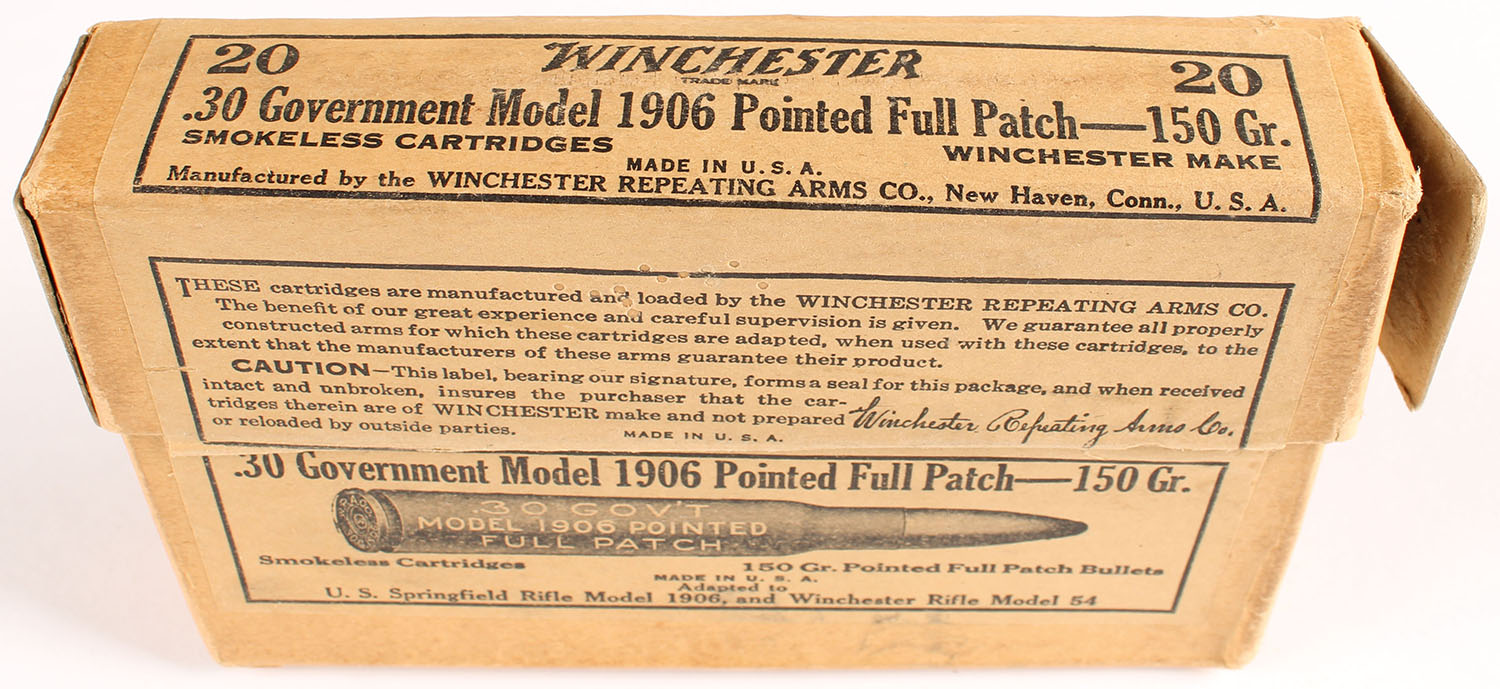 20 WINCHESTER 20
TRADE MARK
.30 Government Model 1906 Pointed Full Patch—150 Gr.
SMOKELESS CARTRIDGES WINCHESTER MAKE
MADE IN U. S. A.
Manufactured by the WINCHESTER REPEATING ARMS CO., New Haven, Conn., U. S. A.
THESE cartridges are manufactured and loaded by the WINCHESTER REPEATING ARMS CO.
The benefit of our great experience and careful supervision is given. We guarantee all properly
constructed arms for which these cartridges are adapted, when used with these cartridges, to the
extent that the manufacturers of these arms guarantee their product.
CAUTION—This label, bearing our signature, forms a seal for this package, and when received
intact and unbroken, insures the purchaser that the car-
tridges therein are of WINCHESTER make and not prepared
or reloaded by outside parties.
Winchester Repeating Arms Co.
MADE IN U. S. A.
.30 Government Model 1906 Pointed Full Patch—150 Gr.
.30 GOV'T
MODEL 1906 POINTED
FULL PATCH
Smokeless Cartridges 150 Gr. Pointed Full Patch Bullets
MADE IN U. S. A.
Adapted to
U. S. Springfield Rifle Model 1906, and Winchester Rifle Model 54